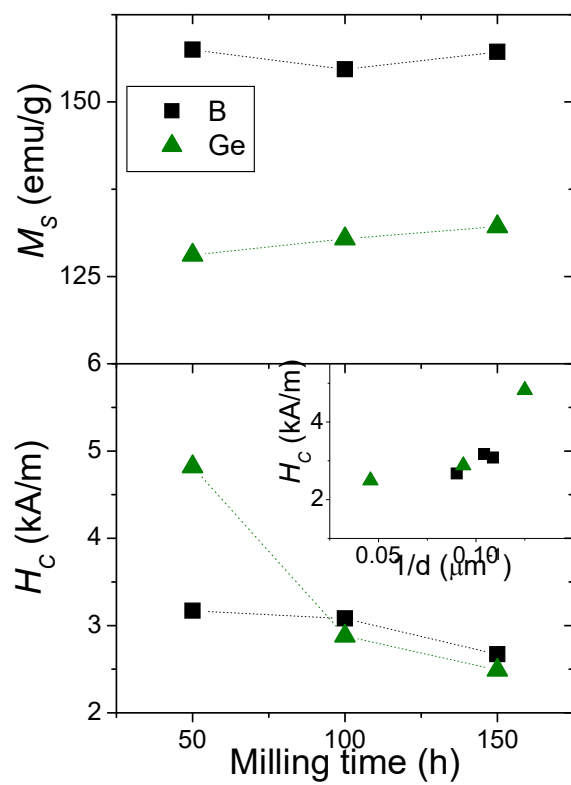 150
125
M_S (emu/g)
B
Ge
6
5
4
3
2
H_C (kA/m)
4
2
H_C (kA/m)
0.05 0.10
1/d (μm⁻¹)
50 100 150
Milling time (h)